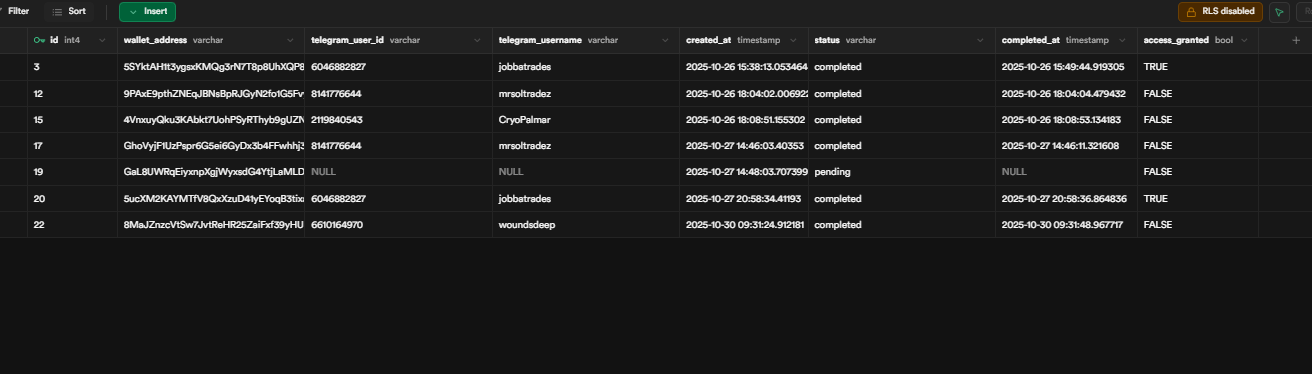 Filter Sort Insert RLS disabled
id int4 wallet_address varchar telegram_user_id varchar telegram_username varchar created_at timestamp status varchar completed_at timestamp access_granted bool
3 5SYktAH1t3ygsxKMQg3rN7T8p8UhXQP8 6046882827 jobbatrades 2025-10-26 15:38:13.053464 completed 2025-10-26 15:49:44.919305 TRUE
12 9PAxE9pthZNEqJBNsBpRJGyN2fo1G5Fv 8141776644 mrsoltradez 2025-10-26 18:04:02.006922 completed 2025-10-26 18:04:04.479432 FALSE
15 4VnxuyQku3KAbkt7UohPSyRThyb9gUZN 2119840543 CryoPalmar 2025-10-26 18:08:51.155302 completed 2025-10-26 18:08:53.134183 FALSE
17 GhoVyjF1UzPspr6G5ei6GyDx3b4FFwhhj3 8141776644 mrsoltradez 2025-10-27 14:46:03.40353 completed 2025-10-27 14:46:11.321608 FALSE
19 GaL8UWRqEiyxnpXgjWyxsdG4YtjLaMLD NULL NULL 2025-10-27 14:48:03.707399 pending NULL FALSE
20 5ucXM2KAYMTfV8QxXzuD41yEYoqB3tix 6046882827 jobbatrades 2025-10-27 20:58:34.41193 completed 2025-10-27 20:58:36.864836 TRUE
22 8MaJZnzcVtSw7JvtReHR25ZaiFxf39yHU 6610164970 woundsdeep 2025-10-30 09:31:24.912181 completed 2025-10-30 09:31:48.967717 FALSE